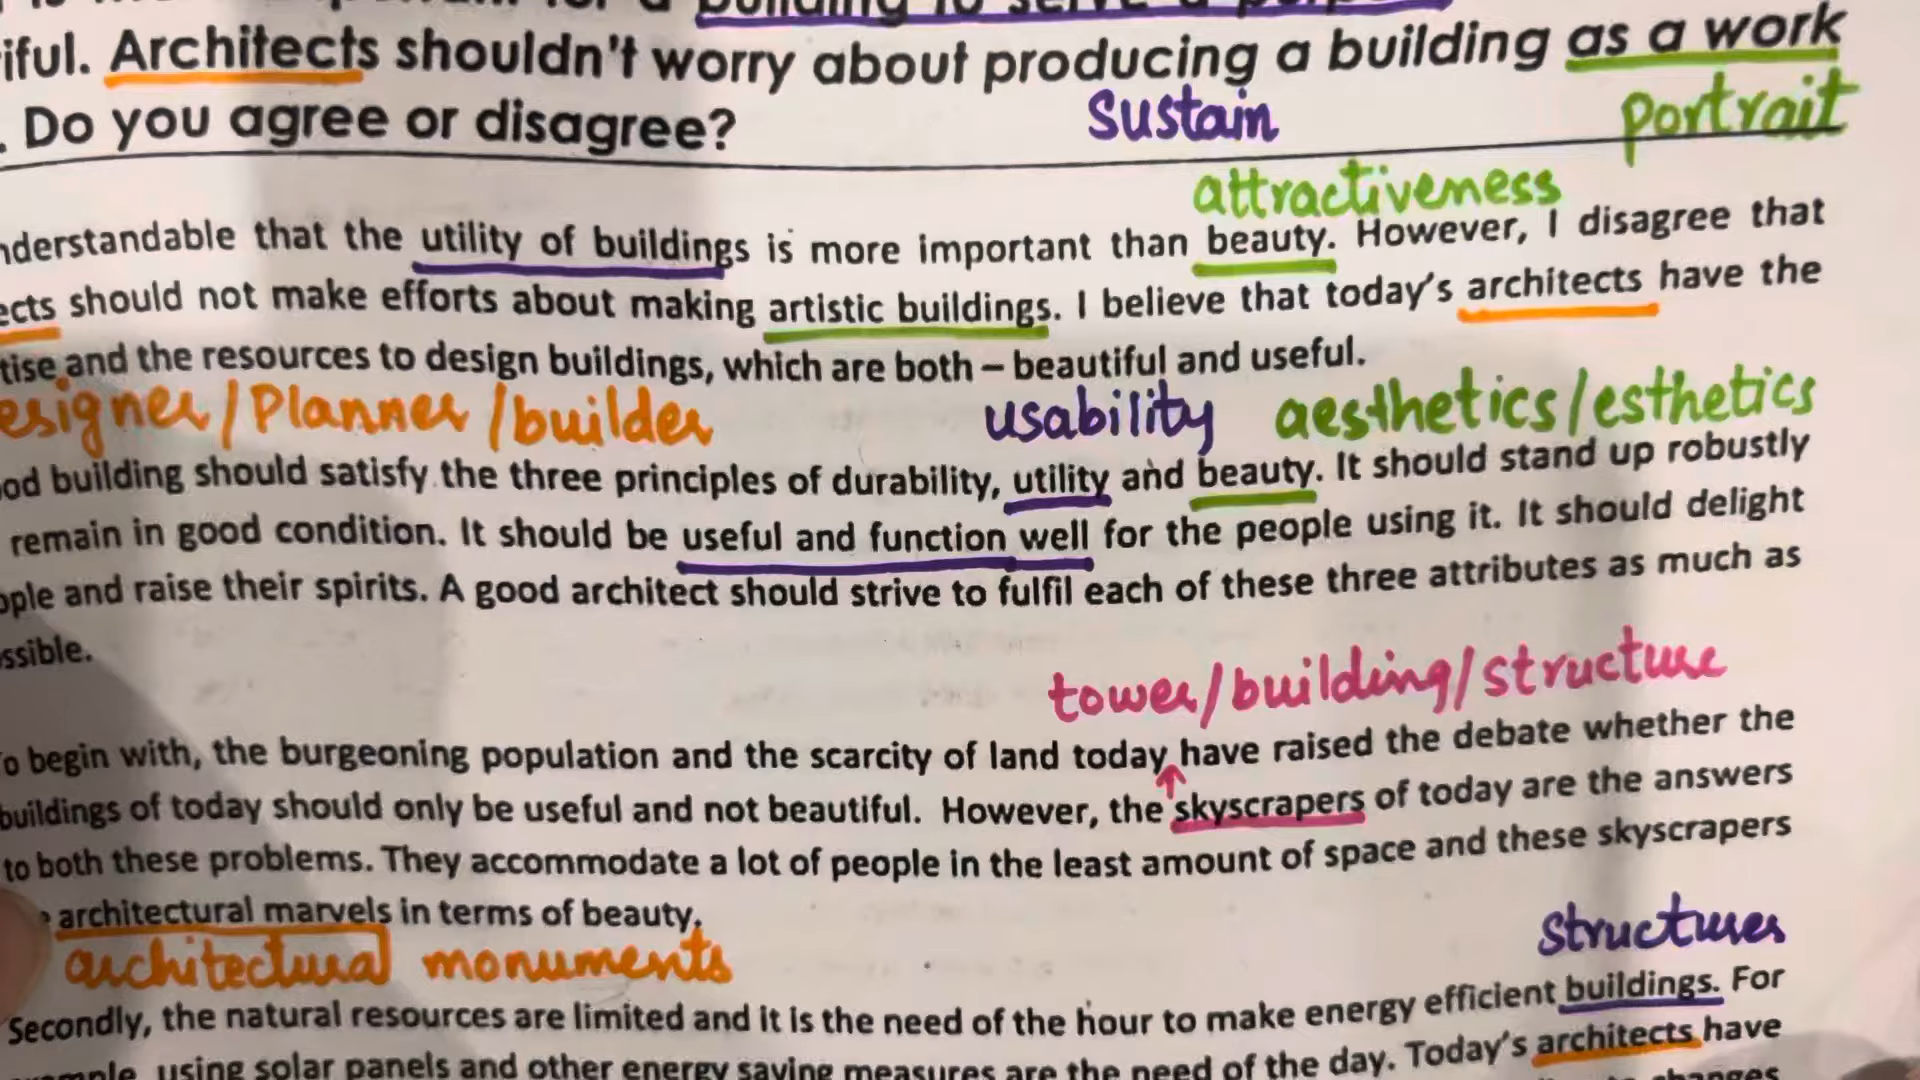 building to serve a
Architects shouldn't worry about producing a building as a work
Sustain portrait
. Do you agree or disagree?
attractiveness
that the utility of buildings is more important than beauty. However, I disagree that
should not make efforts about making artistic buildings. I believe that today's architects have the
and the resources to design buildings, which are both – beautiful and useful.
esigner/Planner/builder usability aesthetics/esthetics
building should satisfy the three principles of durability, utility and beauty. It should stand up robustly
remain in good condition. It should be useful and function well for the people using it. It should delight
and raise their spirits. A good architect should strive to fulfil each of these three attributes as much as
ssible.
tower/building/structure
o begin with, the burgeoning population and the scarcity of land today have raised the debate whether the
buildings of today should only be useful and not beautiful. However, the skyscrapers of today are the answers
to both these problems. They accommodate a lot of people in the least amount of space and these skyscrapers
architectural marvels in terms of beauty.
architectural monuments structures
Secondly, the natural resources are limited and it is the need of the hour to make energy efficient buildings. For
using solar panels and other energy saving measures are the need of the day. Today's architects have
changes